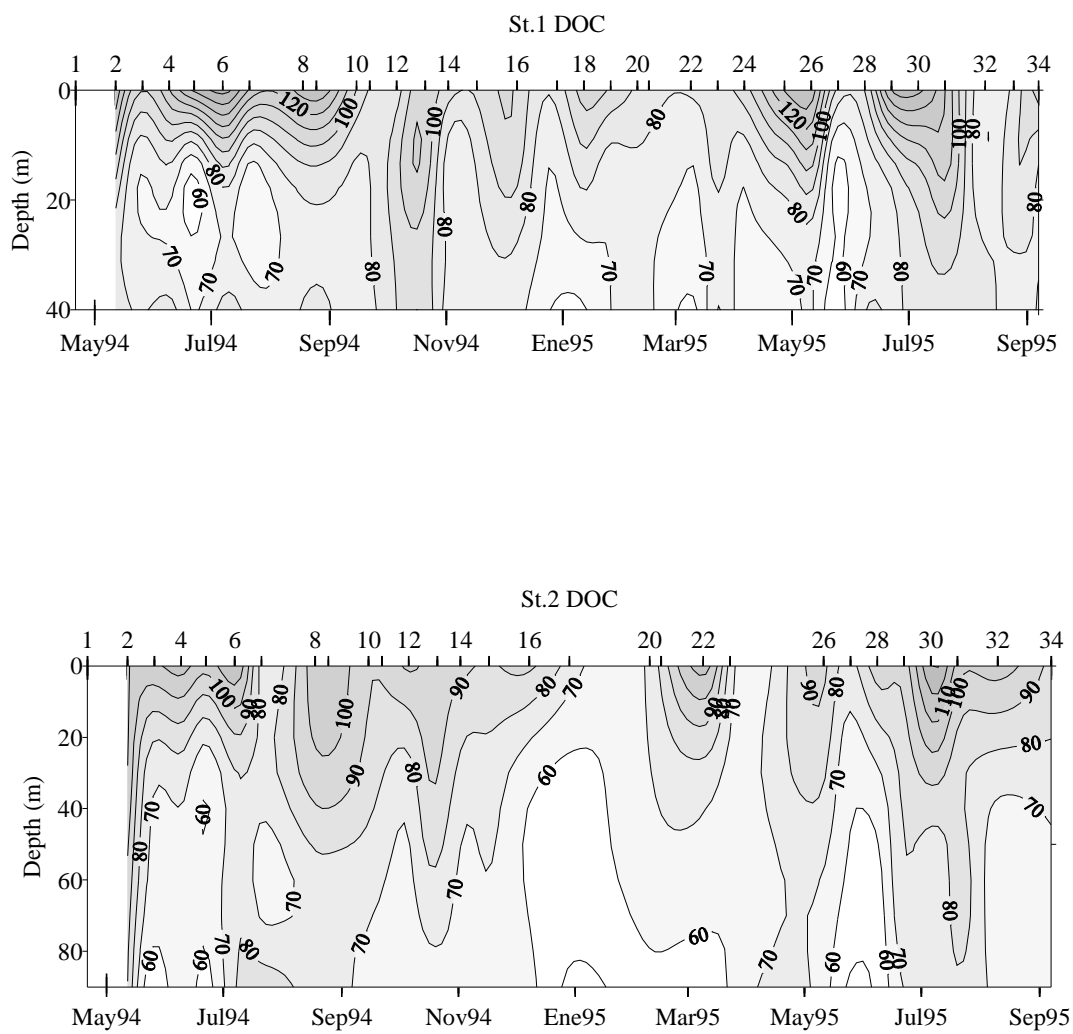 St.1 DOC
1 2 4 6 8 10 12 14 16 18 20 22 24 26 28 30 32 34
0 120 100 120 100
80 100 100 80
Depth (m)
20 80 60 80 80 80 80
70 70 70 80 70 70 70 70 60 70 80
40
May94 Jul94 Sep94 Nov94 Ene95 Mar95 May95 Jul95 Sep95
St.2 DOC
1 2 4 6 8 10 12 14 16 20 22 26 28 30 32 34
0 100 80 90 80 70 90 80 110 100 90
90 80 100 90 80 70
20 90 80 60 70 80
Depth (m)
40 70 60 70
80
60 70 70 80
80 70 80 70 60 70
60 60 60 60 70
May94 Jul94 Sep94 Nov94 Ene95 Mar95 May95 Jul95 Sep95